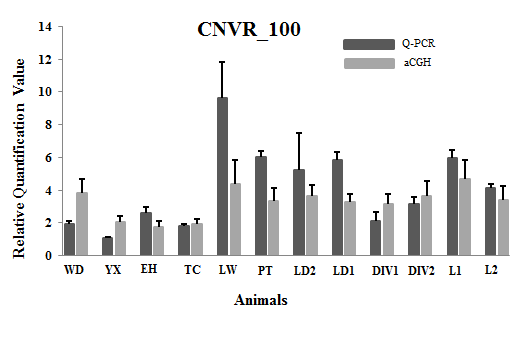 CNVR_100
Q-PCR
aCGH
Relative Quantification Value
14
12
10
8
6
4
2
0
WD YX EH TC LW PT LD2 LD1 DIV1 DIV2 L1 L2
Animals